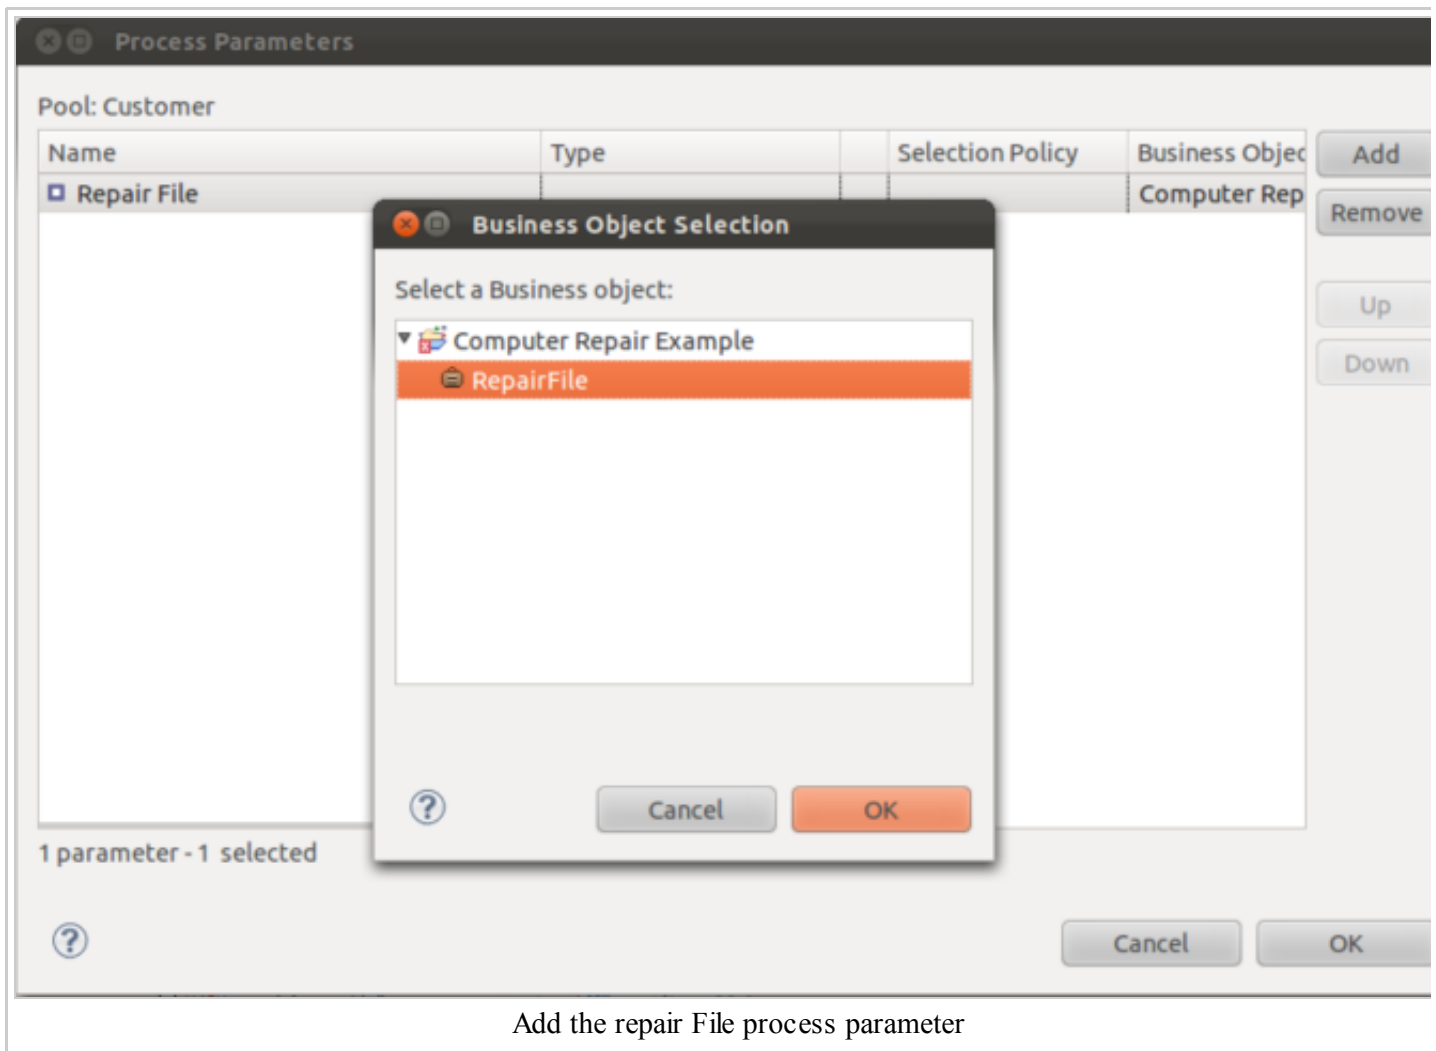 Process Parameters
Pool: Customer
Name Type Selection Policy Business Objec Add
Repair File Computer Rep
Remove
Business Object Selection
Select a Business object:
Up
Computer Repair Example
Down
RepairFile
? Cancel OK
1 parameter - 1 selected
? Cancel OK
Add the repair File process parameter